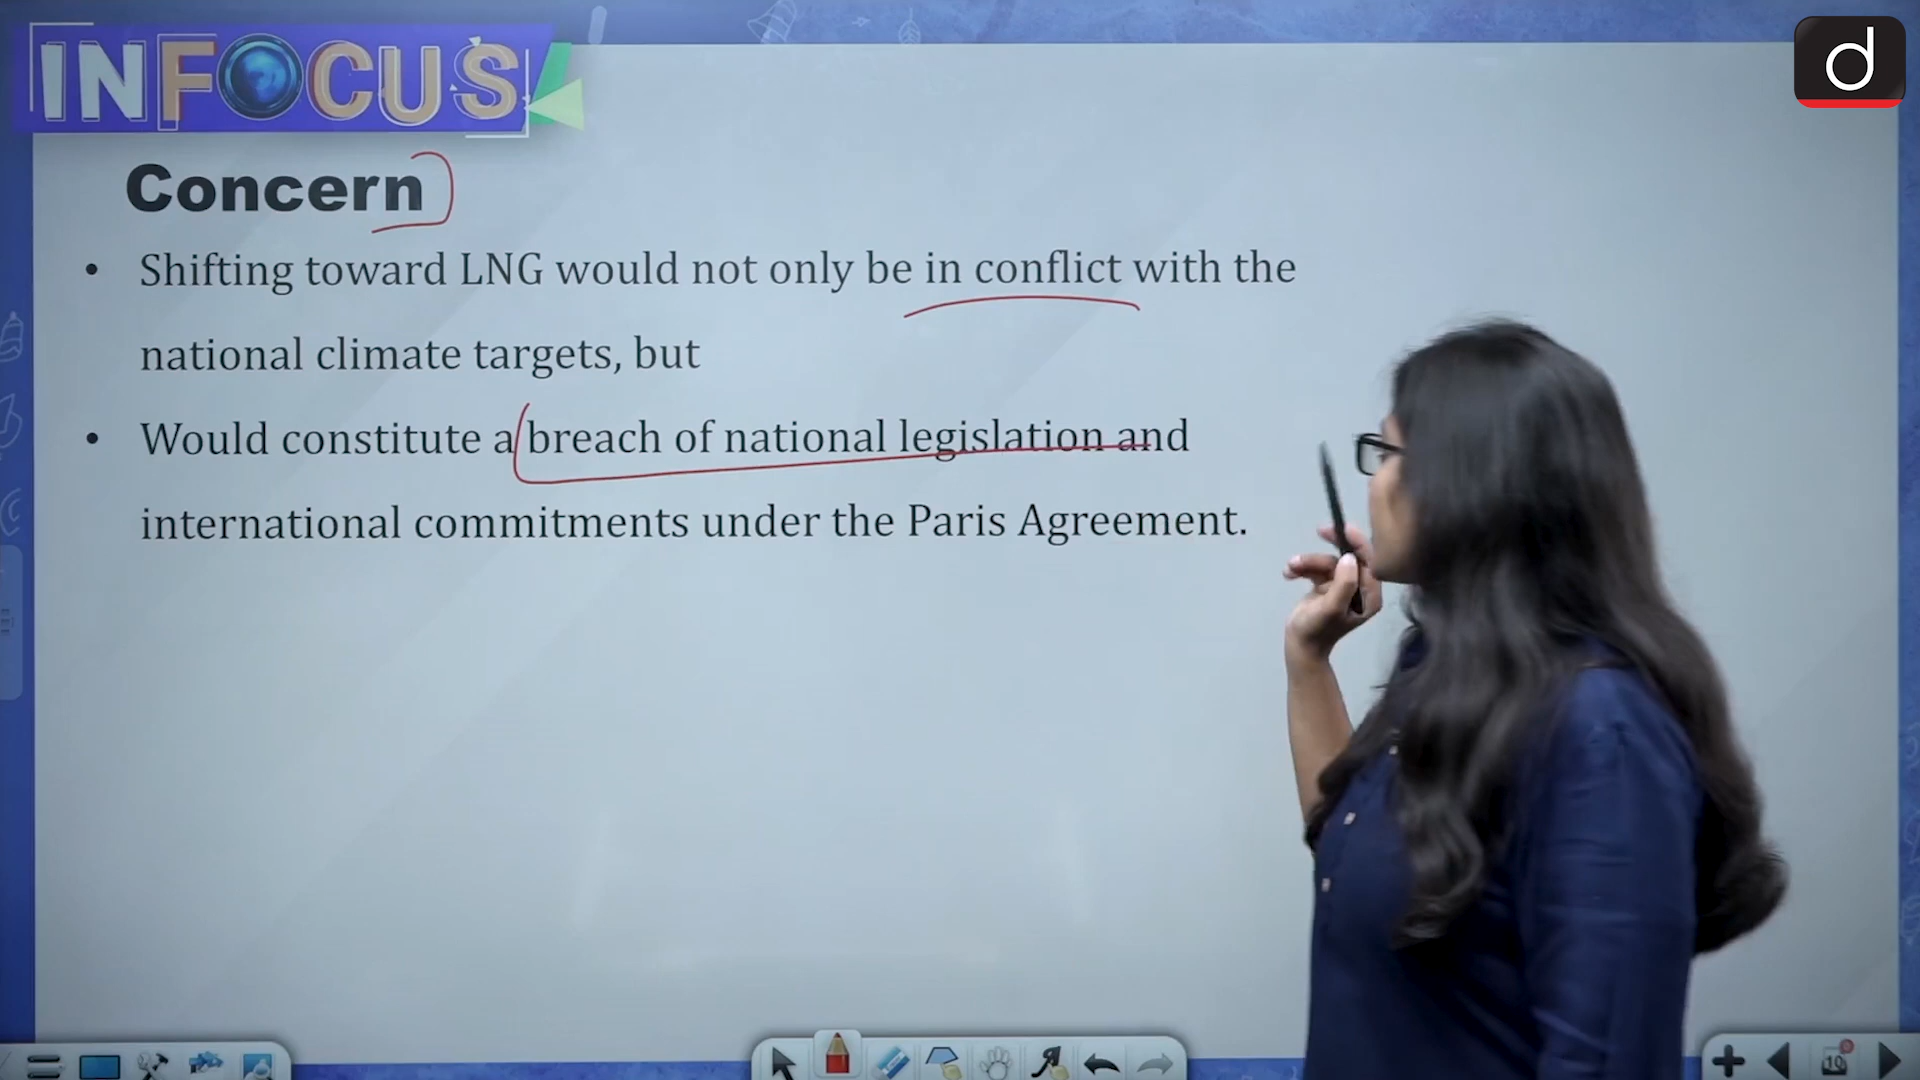 INFOCUS
d
Concern
• Shifting toward LNG would not only be in conflict with the
national climate targets, but
• Would constitute a breach of national legislation and
international commitments under the Paris Agreement.
19